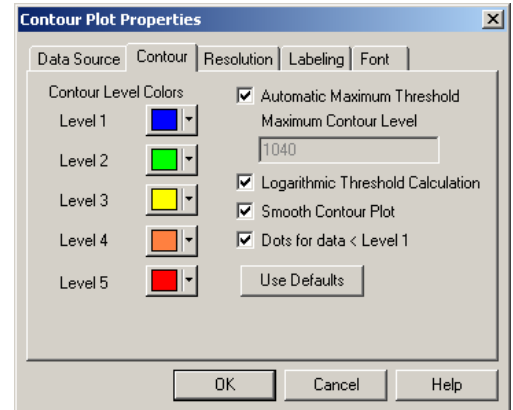 Contour Plot Properties
Data Source
Contour
Resolution
Labeling
Font
Contour Level Colors
Level 1
Level 2
Level 3
Level 4
Level 5
Automatic Maximum Threshold
Maximum Contour Level
1040
Logarithmic Threshold Calculation
Smooth Contour Plot
Dots for data < Level 1
Use Defaults
OK
Cancel
Help